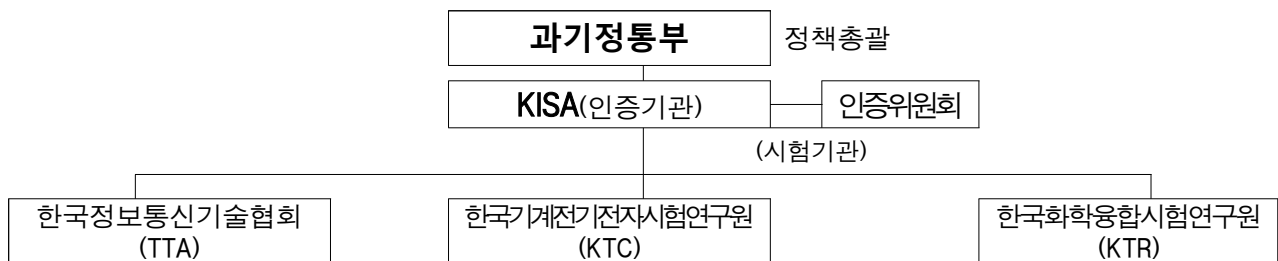 과기정통부 정책총괄
KISA(인증기관) 인증위원회
(시험기관)
한국정보통신기술협회 한국기계전기전자시험연구원 한국화학융합시험연구원
(TTA) (KTC) (KTR)